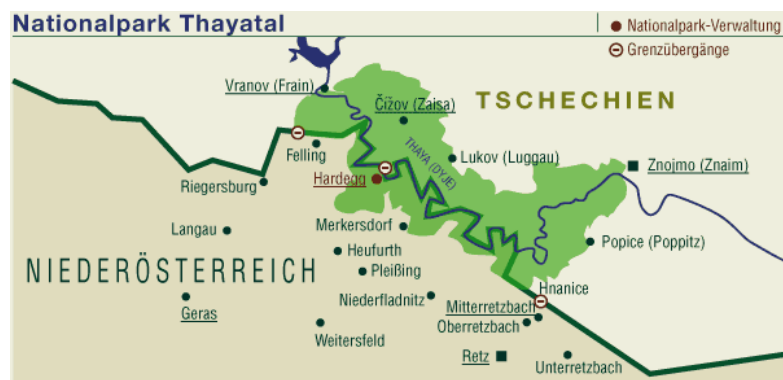 Nationalpark Thayatal
Nationalpark-Verwaltung
Grenzübergänge
Vranov (Frain)
Čížov (Zaisa)
TSCHECHIEN
Felling
THAYA (DYJE)
Lukov (Luggau)
Znojmo (Znaim)
Riegersburg
Hardegg
Langau
Merkersdorf
Popice (Poppitz)
Heufurth
NIEDERÖSTERREICH
Pleißing
Hnanice
Geras
Niederfladnitz
Mitterretzbach
Oberretzbach
Weitersfeld
Retz
Unterretzbach